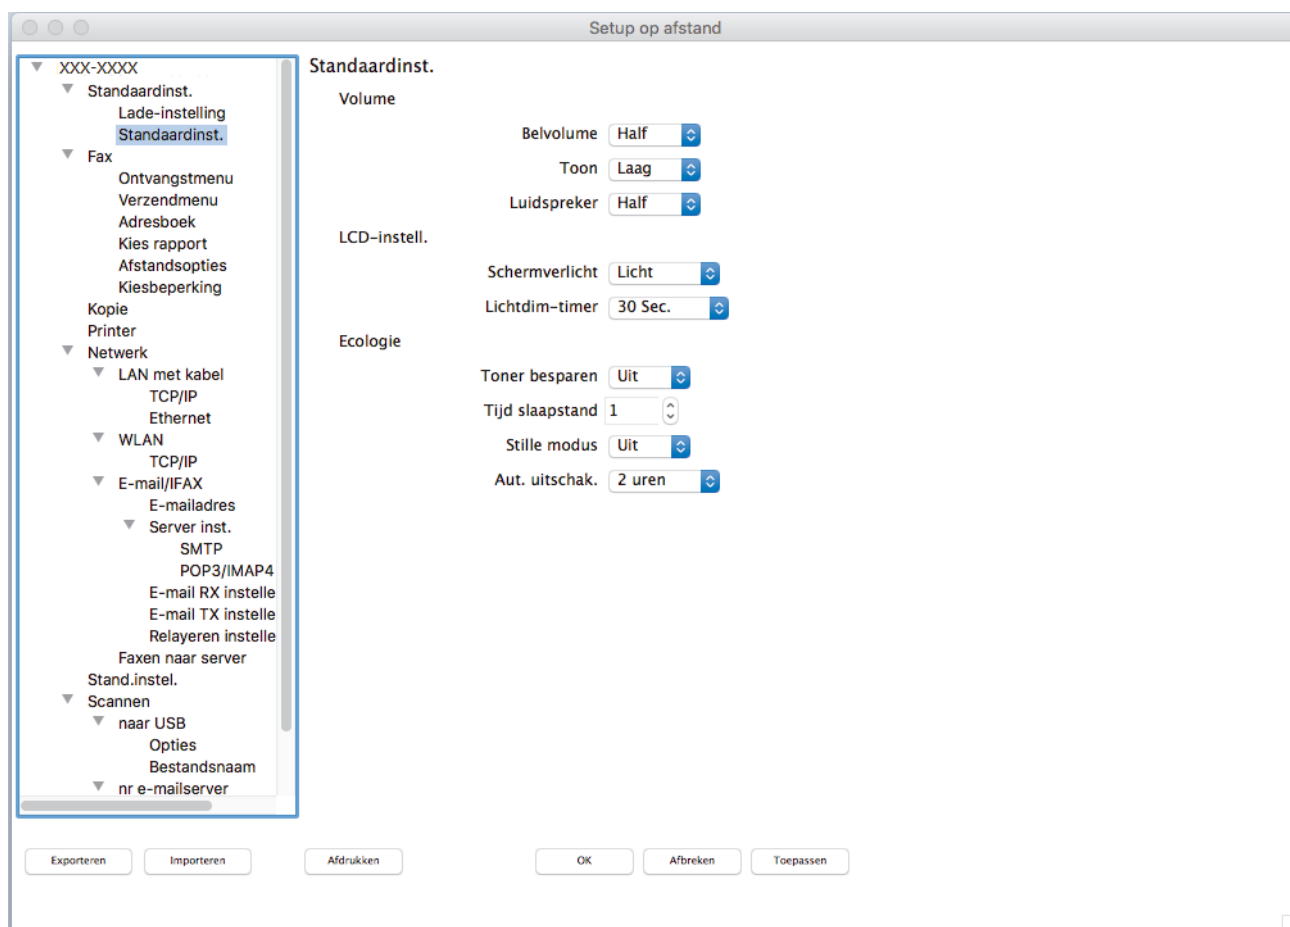 Setup op afstand
XXX-XXXX
Standaardinst.
Lade-instelling
Standaardinst.
Fax
Ontvangstmenu
Verzendmenu
Adresboek
Kies rapport
Afstandsopties
Kiesbeperking
Kopie
Printer
Netwerk
LAN met kabel
TCP/IP
Ethernet
WLAN
TCP/IP
E-mail/IFAX
E-mailadres
Server inst.
SMTP
POP3/IMAP4
E-mail RX instelle
E-mail TX instelle
Relayeren instelle
Faxen naar server
Stand.instel.
Scannen
naar USB
Opties
Bestandsnaam
nr e-mailserver
Standaardinst.
Volume
Belvolume Half
Toon Laag
Luidspreker Half
LCD-instell.
Schermverlicht Licht
Lichtdim-timer 30 Sec.
Ecologie
Toner besparen Uit
Tijd slaapstand 1
Stille modus Uit
Aut. uitschak. 2 uren
Exporteren Importeren Afdrukken OK Afbreken Toepassen